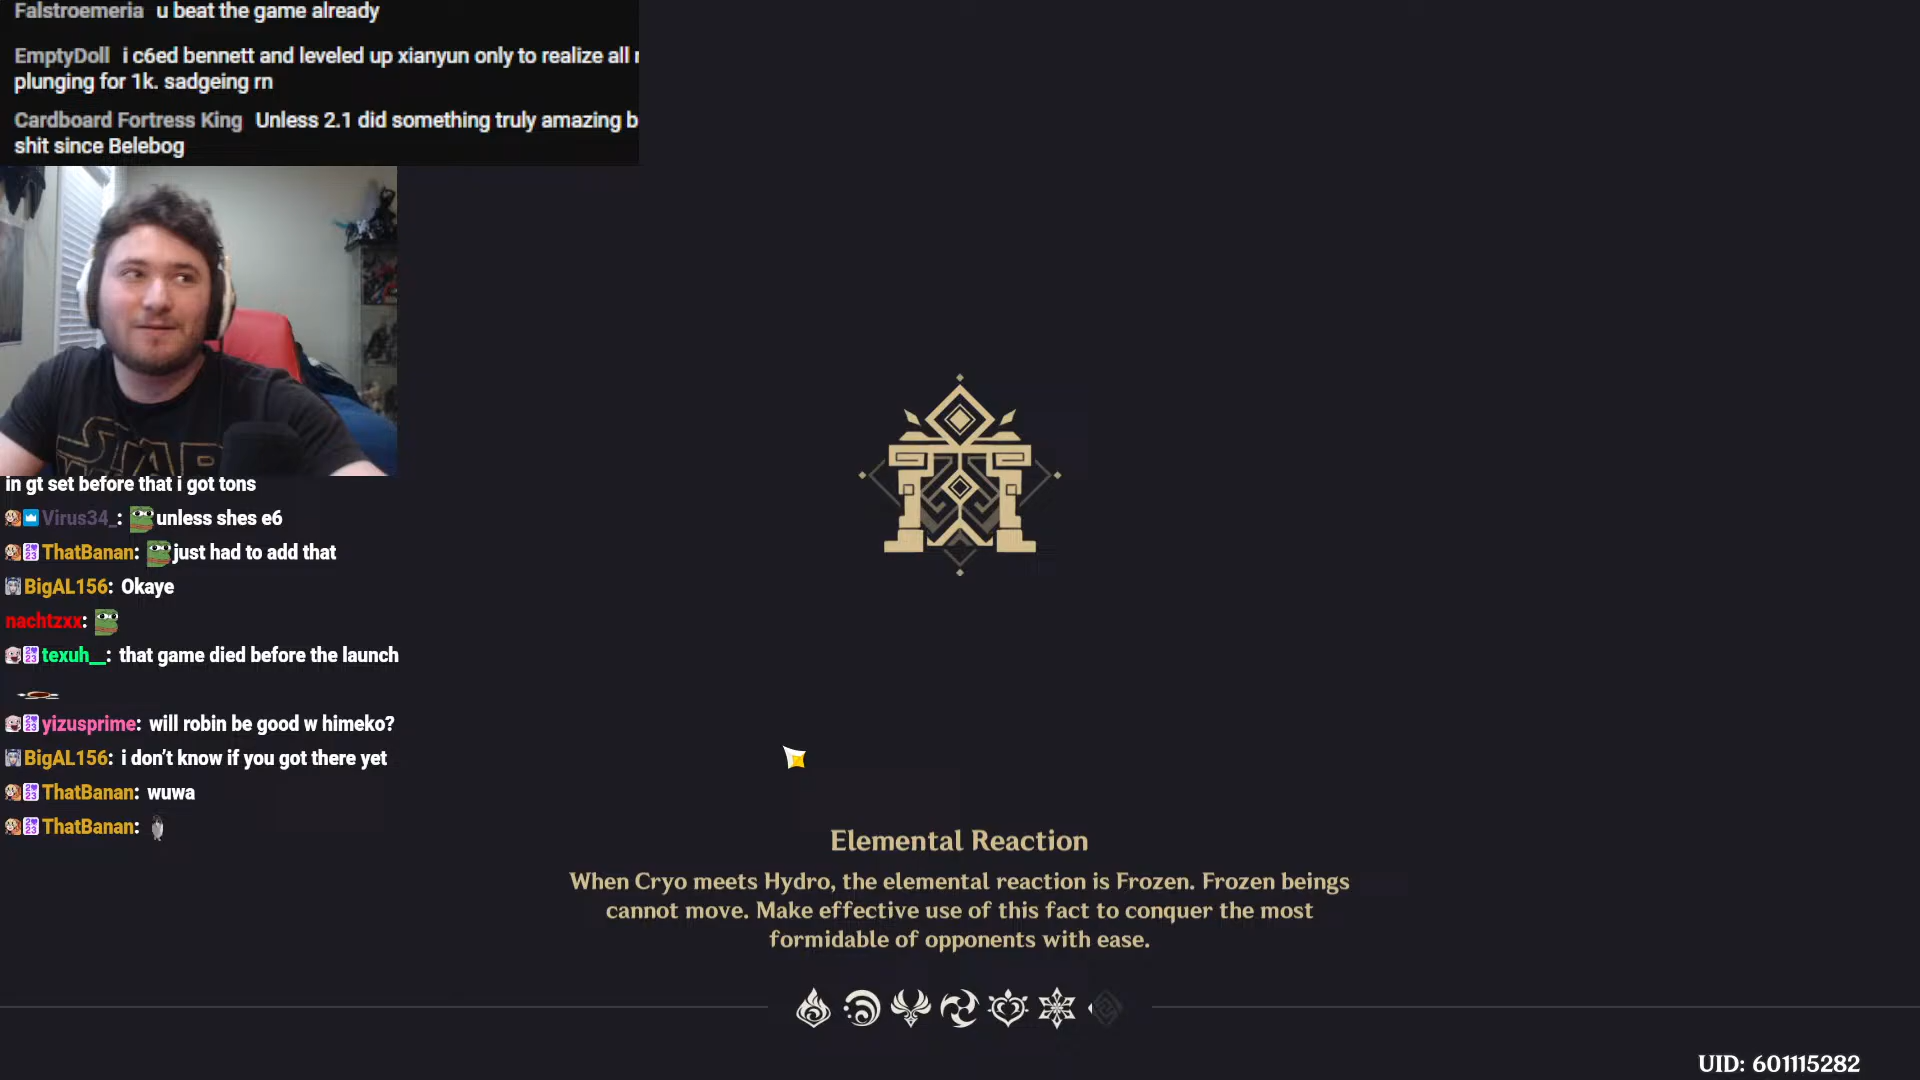 Falstroemeria u beat the game already
EmptyDoll i c6ed bennett and leveled up xianyun only to realize all
plunging for 1k. sadgeing rn
Cardboard Fortress King Unless 2.1 did something truly amazing
shit since Belebog
in gt set before that i got tons
Virus34_: unless shes e6
ThatBanan: just had to add that
BigAL156: Okaye
nachtzxx:
texuh__: that game died before the launch
yizusprime: will robin be good w himeko?
BigAL156: i don't know if you got there yet
ThatBanan: wuwa
ThatBanan:
Elemental Reaction
When Cryo meets Hydro, the elemental reaction is Frozen. Frozen beings
cannot move. Make effective use of this fact to conquer the most
formidable of opponents with ease.
UID: 601115282